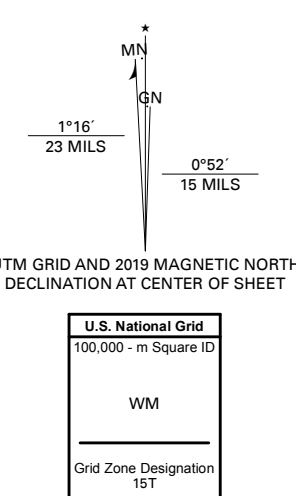 ★
MN
GN
1°16´
23 MILS
0°52´
15 MILS
UTM GRID AND 2019 MAGNETIC NORTH
DECLINATION AT CENTER OF SHEET
U.S. National Grid
100,000 - m Square ID
WM
Grid Zone Designation
15T